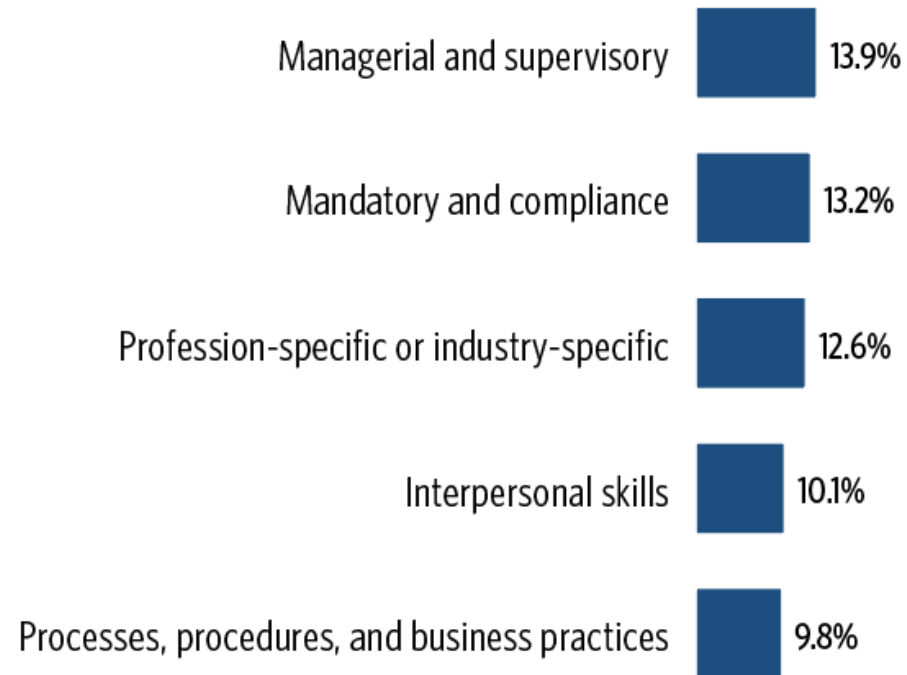 Managerial and supervisory 13.9%
Mandatory and compliance 13.2%
Profession-specific or industry-specific 12.6%
Interpersonal skills 10.1%
Processes, procedures, and business practices 9.8%